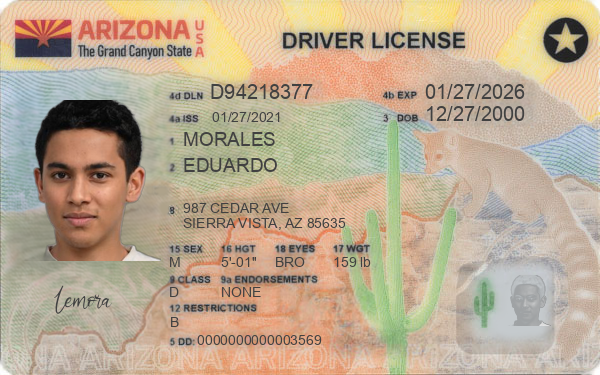 ARIZONA USA
The Grand Canyon State
DRIVER LICENSE
4d DLN D94218377
4b EXP 01/27/2026
4a ISS 01/27/2021
3 DOB 12/27/2000
1 MORALES
2 EDUARDO
8 987 CEDAR AVE
SIERRA VISTA, AZ 85635
15 SEX 16 HGT 18 EYES 17 WGT
M 5'-01" BRO 159 lb
9 CLASS 9a ENDORSEMENTS
D NONE
12 RESTRICTIONS
B
5 DD: 0000000000003569
Lemora
ARIZONA ARIZONA ARIZONA ARIZONA